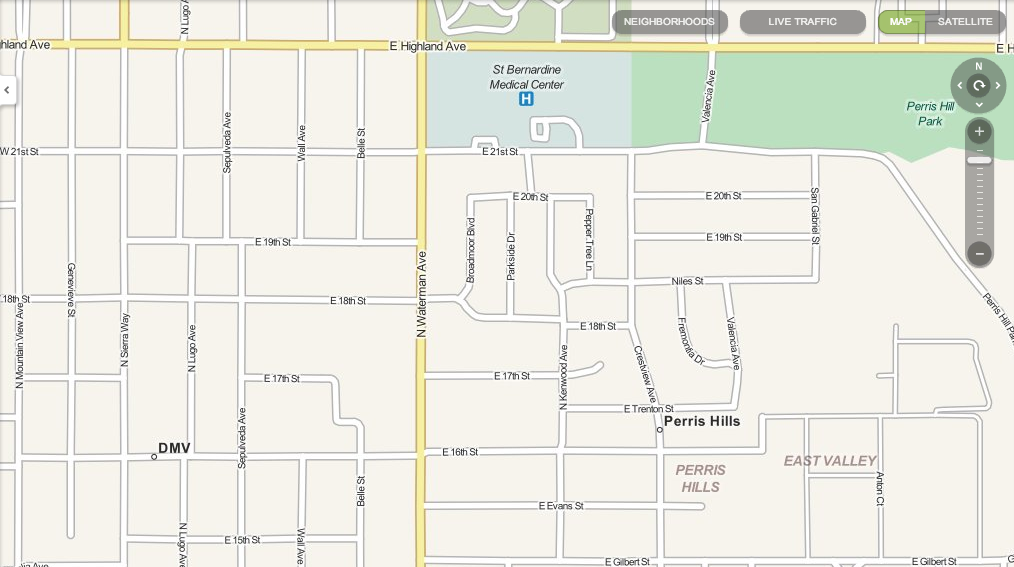 N Lugo Ave
NEIGHBORHOODS
LIVE TRAFFIC
MAP
SATELLITE
hland Ave
E Highland Ave
E H
St Bernardine
Medical Center
H
Valencia Ave
N
Perris Hill
Park
Sepulveda Ave
Wall Ave
Belle St
W 21st St
E 21st St
E 20th St
E 20th St
San Gabriel St
Broadmoor Blvd
Parkside Dr
Pepper Tree Ln
E 19th St
E 19th St
Genevieve St
N Waterman Ave
Niles St
18th St
E 18th St
Perris Hill Par
N Mountain View Ave
N Sierra Way
N Lugo Ave
E 18th St
Fremontia Dr
Valencia Ave
N Kenwood Ave
Crestview Ave
E 17th St
E 17th St
Sepulveda Ave
E Trenton St
Perris Hills
DMV
E 16th St
EAST VALLEY
PERRIS
HILLS
Belle St
Anton Ct
E Evans St
N Lugo Ave
Wall Ave
E 15th St
E Gilbert St
E Gilbert St
G
ia Ave